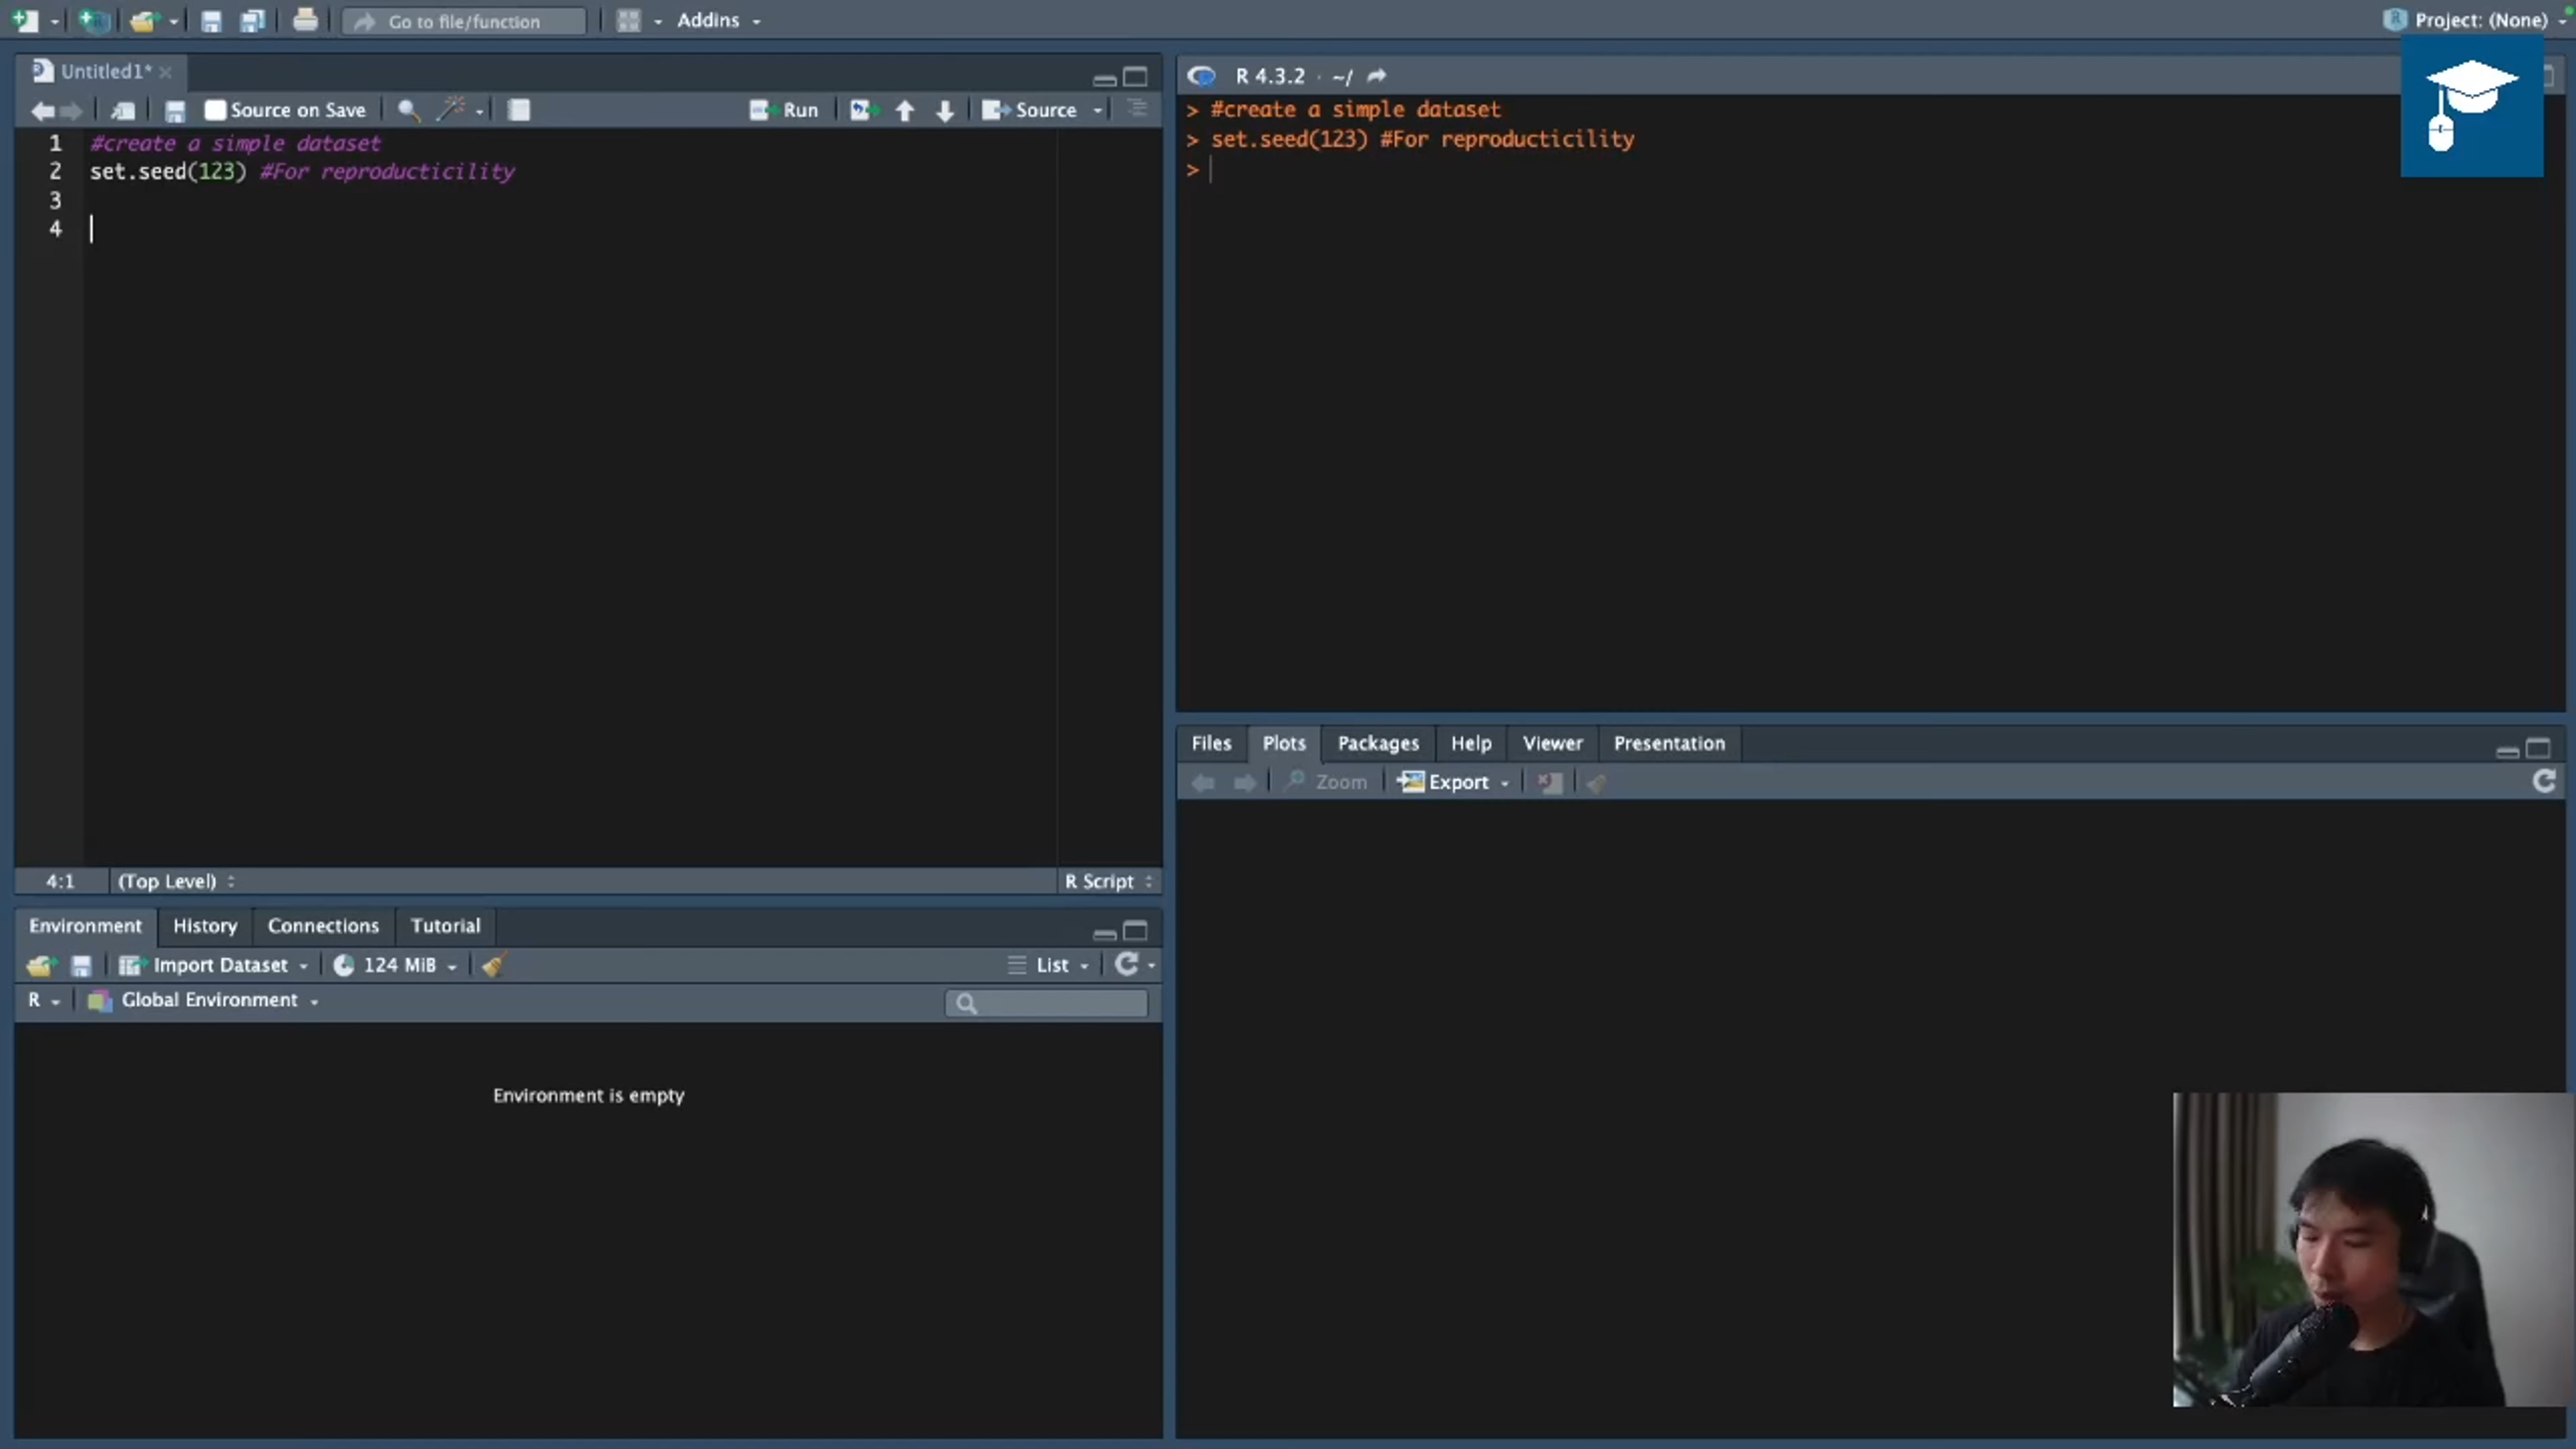 Go to file/function
Addins
Project: (None)
Untitled1*
Source on Save
Run
Source
1 #create a simple dataset
2 set.seed(123) #For reproducticility
3
4
4:1
(Top Level)
R Script
R 4.3.2 · ~/
> #create a simple dataset
> set.seed(123) #For reproducticility
>
Environment
History
Connections
Tutorial
Import Dataset
124 MiB
List
R
Global Environment
Environment is empty
Files
Plots
Packages
Help
Viewer
Presentation
Zoom
Export